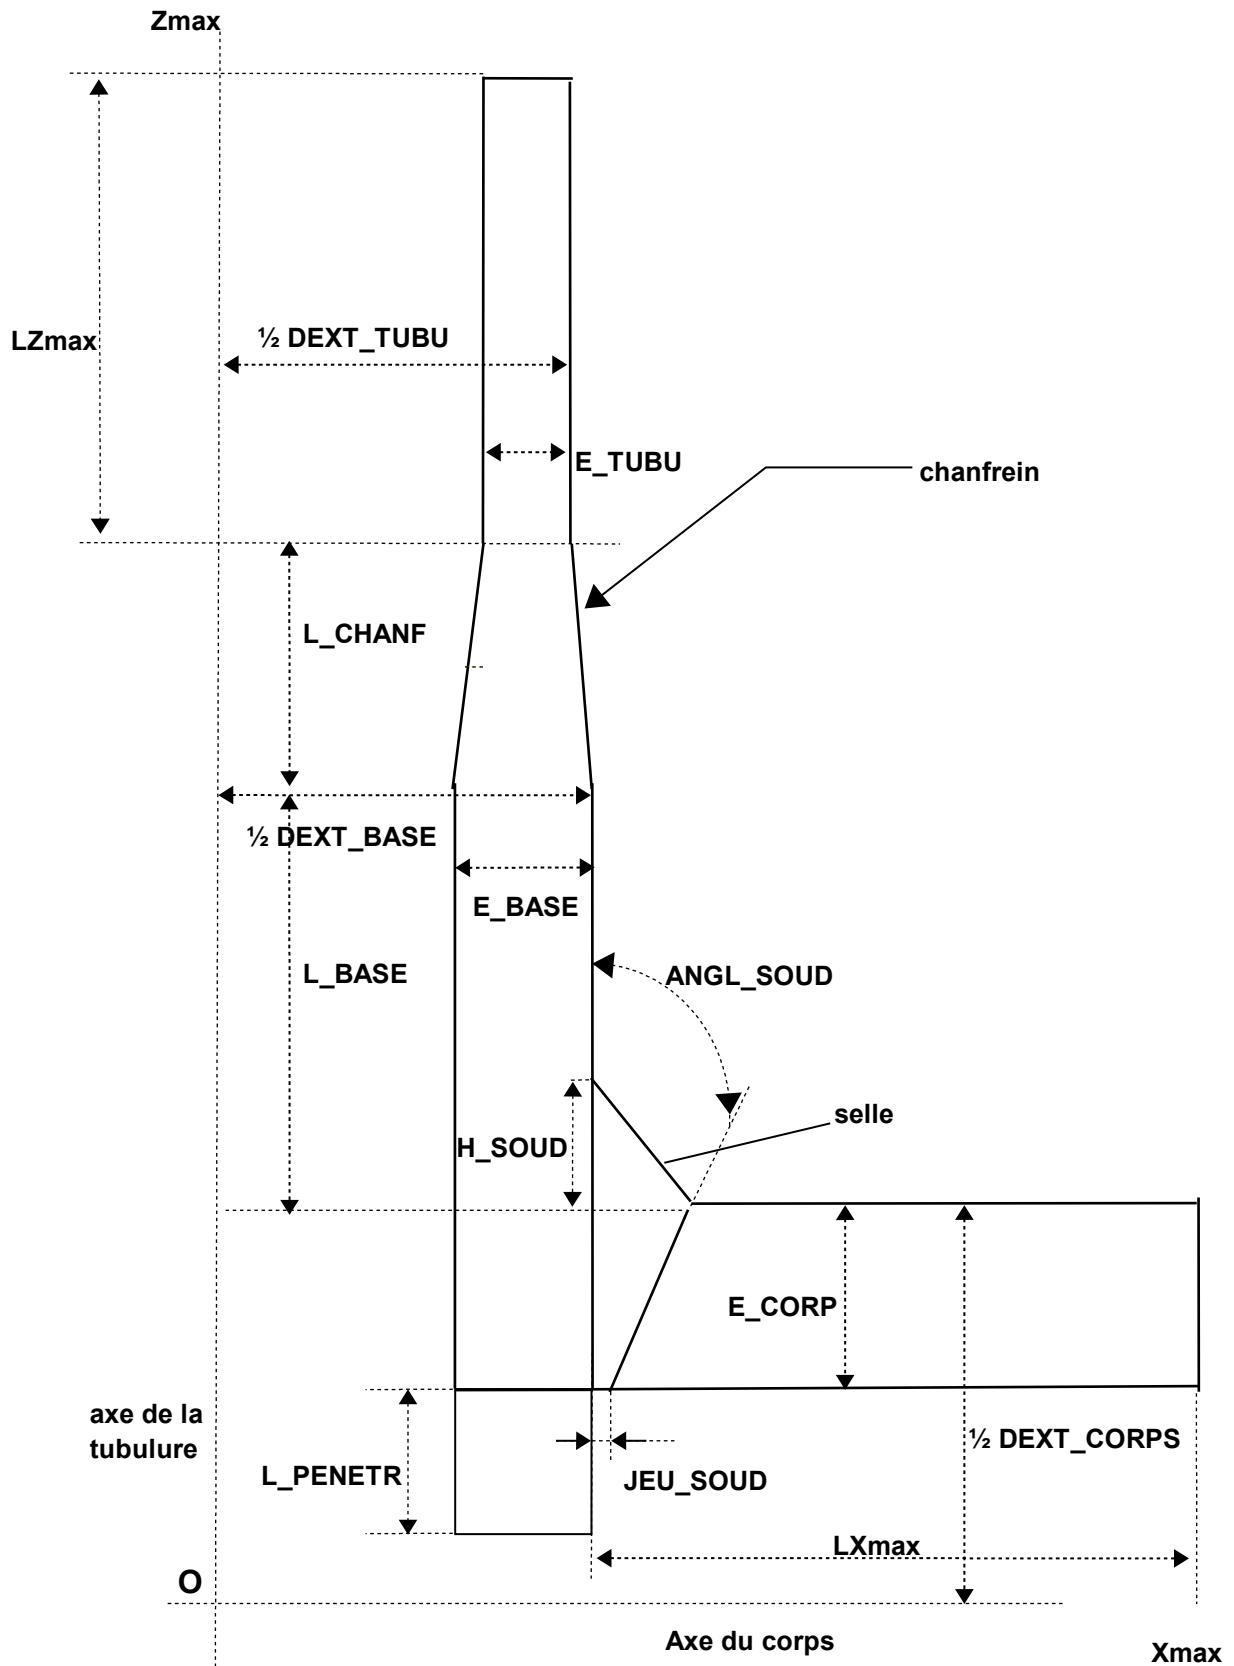 Zmax
½ DEXT_TUBU
LZmax
E_TUBU
chanfrein
L_CHANF
½ DEXT_BASE
E_BASE
L_BASE
ANGL_SOUD
selle
H_SOUD
E_CORP
axe de la
tubulure
½ DEXT_CORPS
L_PENETR
JEU_SOUD
LXmax
O
Axe du corps
Xmax